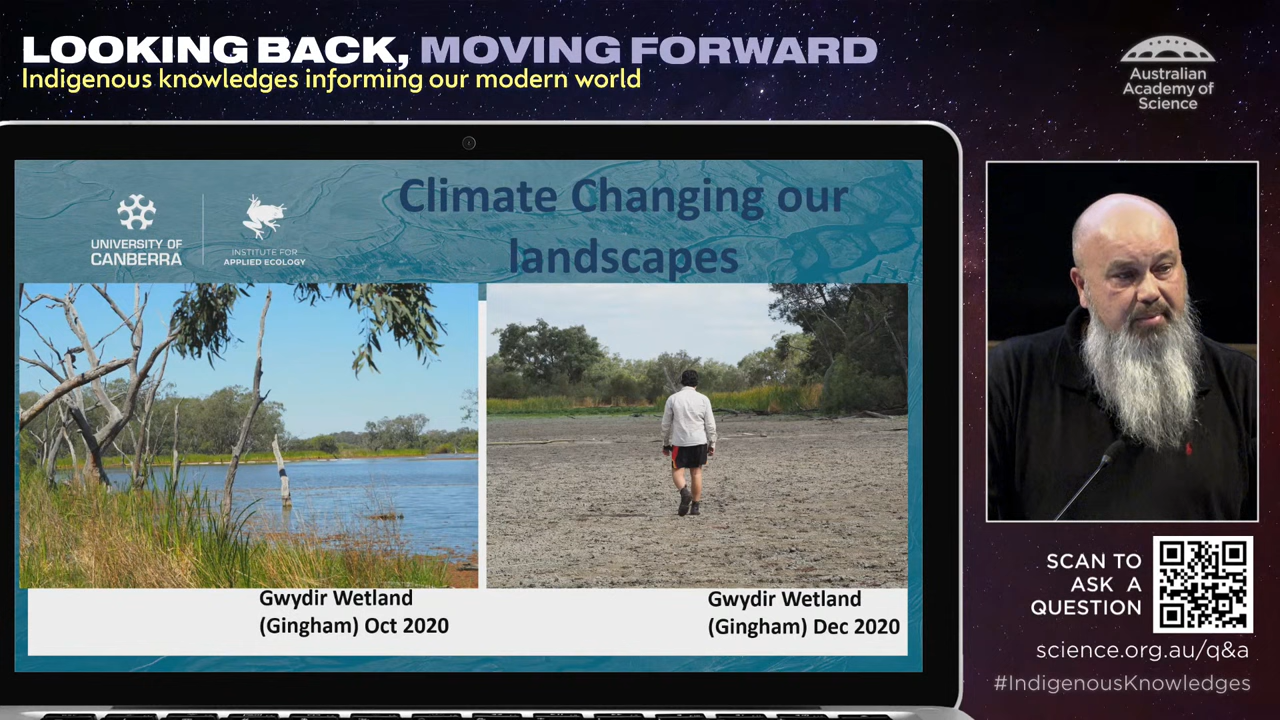 LOOKING BACK, MOVING FORWARD
Indigenous knowledges informing our modern world
Australian
Academy of
Science
UNIVERSITY OF
CANBERRA
INSTITUTE FOR
APPLIED ECOLOGY
Climate Changing our
landscapes
Gwydir Wetland
(Gingham) Oct 2020
Gwydir Wetland
(Gingham) Dec 2020
SCAN TO
ASK A
QUESTION
science.org.au/q&a
#IndigenousKnowledges